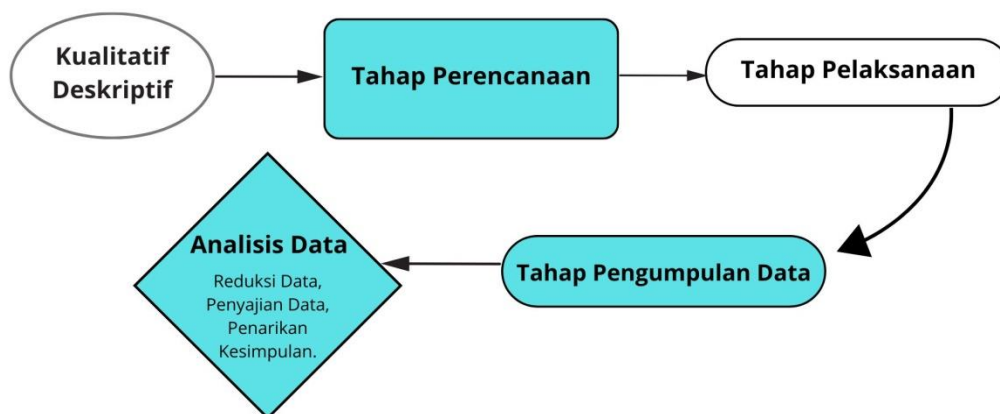 Kualitatif
Deskriptif
Tahap Perencanaan
Tahap Pelaksanaan
Tahap Pengumpulan Data
Analisis Data
Reduksi Data,
Penyajian Data,
Penarikan
Kesimpulan.